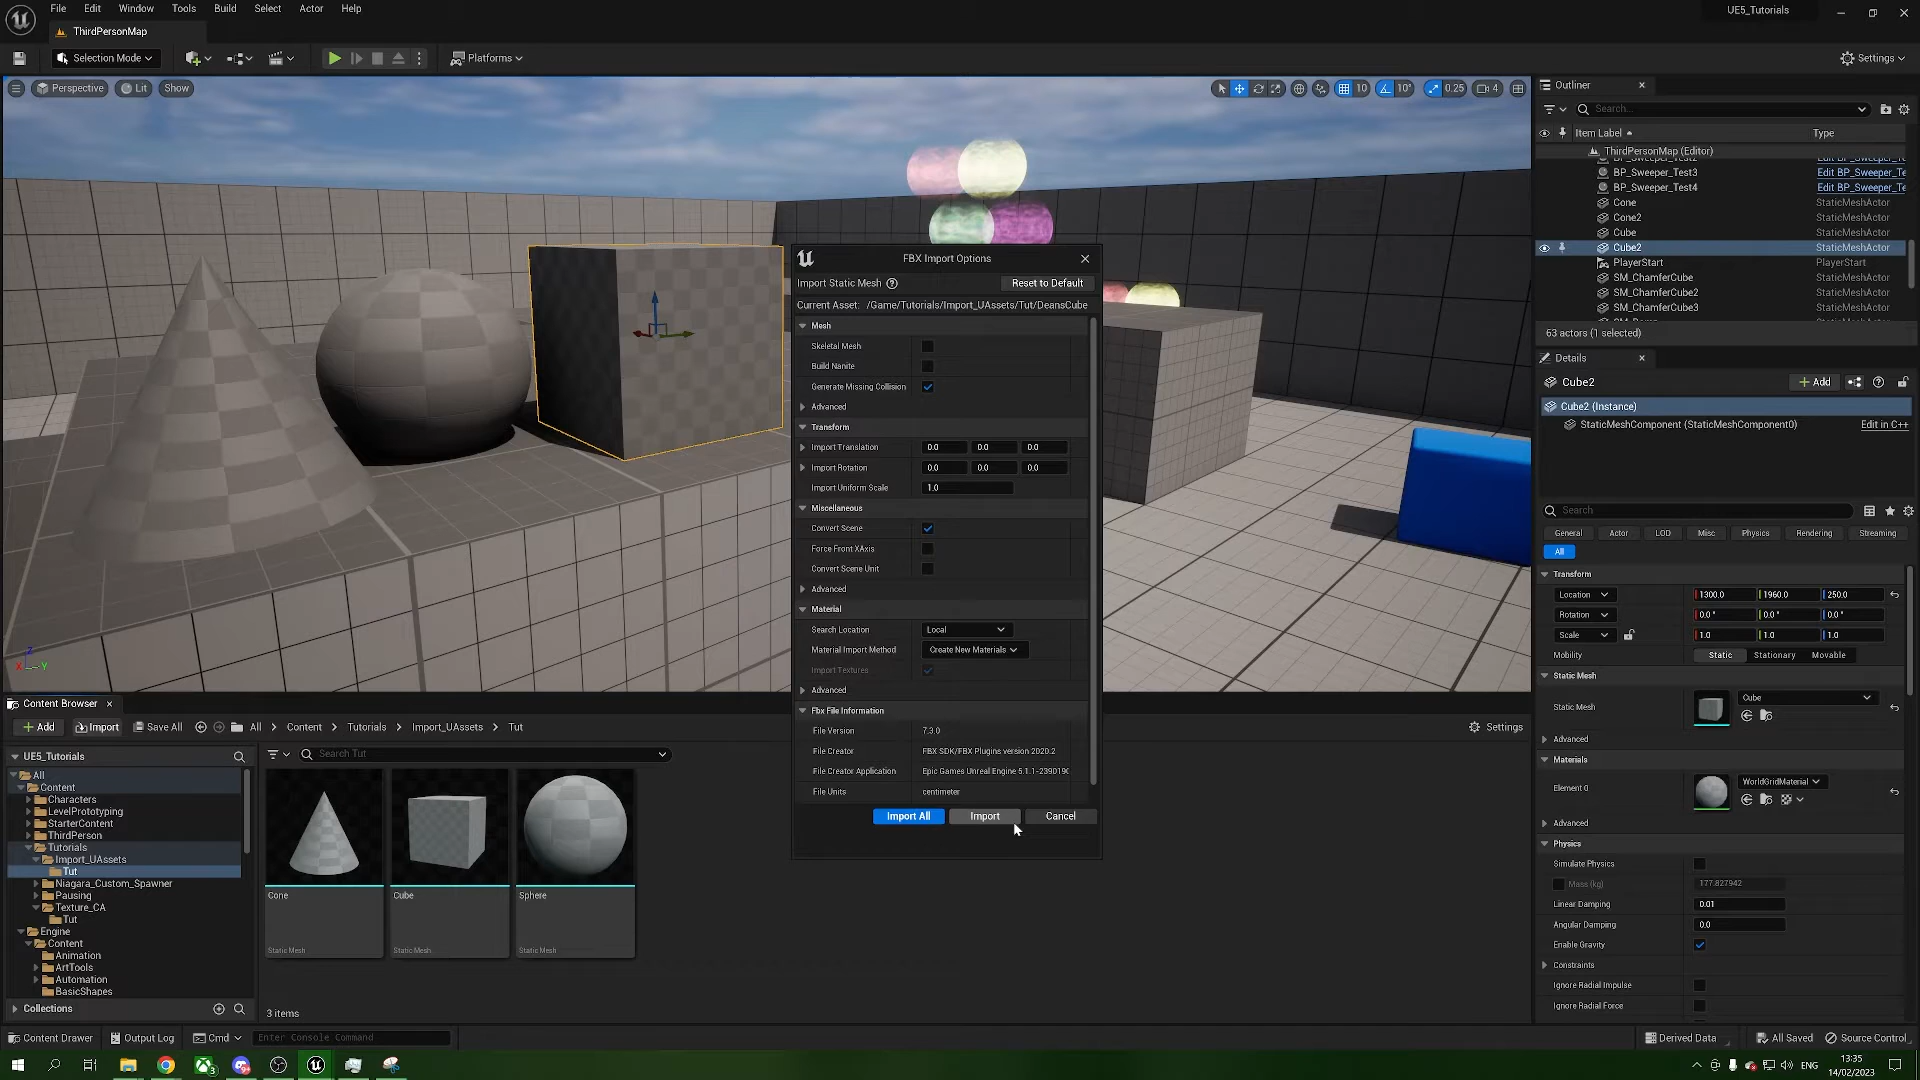 File Edit Window Tools Build Select Actor Help
UE5_Tutorials
ThirdPersonMap
Selection Mode
Platforms
Settings
Perspective Lit Show
10 10° 0.25 4
Outliner
Search...
Item Label Type
ThirdPersonMap (Editor)
BP_Sweeper_Test2 Edit BP_Sweeper_Te
BP_Sweeper_Test3 Edit BP_Sweeper_Te
BP_Sweeper_Test4 Edit BP_Sweeper_Te
Cone StaticMeshActor
Cone2 StaticMeshActor
Cube StaticMeshActor
Cube2 StaticMeshActor
PlayerStart PlayerStart
SM_ChamferCube StaticMeshActor
SM_ChamferCube2 StaticMeshActor
SM_ChamferCube3 StaticMeshActor
63 actors (1 selected)
Details
Cube2
Add
Cube2 (Instance)
StaticMeshComponent (StaticMeshComponent0) Edit in C++
Search
General Actor LOD Misc Physics Rendering Streaming
All
Transform
Location 1300.0 1960.0 250.0
Rotation 0.0° 0.0° 0.0°
Scale 1.0 1.0 1.0
Mobility Static Stationary Movable
Static Mesh
Static Mesh Cube
Advanced
Materials
Element 0 WorldGridMaterial
Advanced
Physics
Simulate Physics
Mass (kg) 177.827942
Linear Damping 0.01
Angular Damping 0.0
Enable Gravity
Constraints
Ignore Radial Impulse
Ignore Radial Force
FBX Import Options
Import Static Mesh Reset to Default
Current Asset: /Game/Tutorials/Import_UAssets/Tut/DeansCube
Mesh
Skeletal Mesh
Build Nanite
Generate Missing Collision
Advanced
Transform
Import Translation 0.0 0.0 0.0
Import Rotation 0.0 0.0 0.0
Import Uniform Scale 1.0
Miscellaneous
Convert Scene
Force Front XAxis
Convert Scene Unit
Advanced
Material
Search Location Local
Material Import Method Create New Materials
Import Textures
Advanced
Fbx File Information
File Version 7.3.0
File Creator FBX SDK/FBX Plugins version 2020.2
File Creator Application Epic Games Unreal Engine 5.1.1-2390190
File Units centimeter
Import All Import Cancel
Z
X Y
Content Browser
Add Import Save All All Content Tutorials Import_UAssets Tut Settings
UE5_Tutorials
Search Tut
All
Content
Characters
LevelPrototyping
StarterContent
ThirdPerson
Tutorials
Import_UAssets
Tut
Niagara_Custom_Spawner
Pausing
Texture_CA
Tut
Engine
Content
Animation
ArtTools
Automation
BasicShapes
Collections
Cone Cube Sphere
Static Mesh Static Mesh Static Mesh
3 items
Content Drawer Output Log Cmd Enter Console Command
Derived Data All Saved Source Control
3
ENG
13:35
14/02/2023